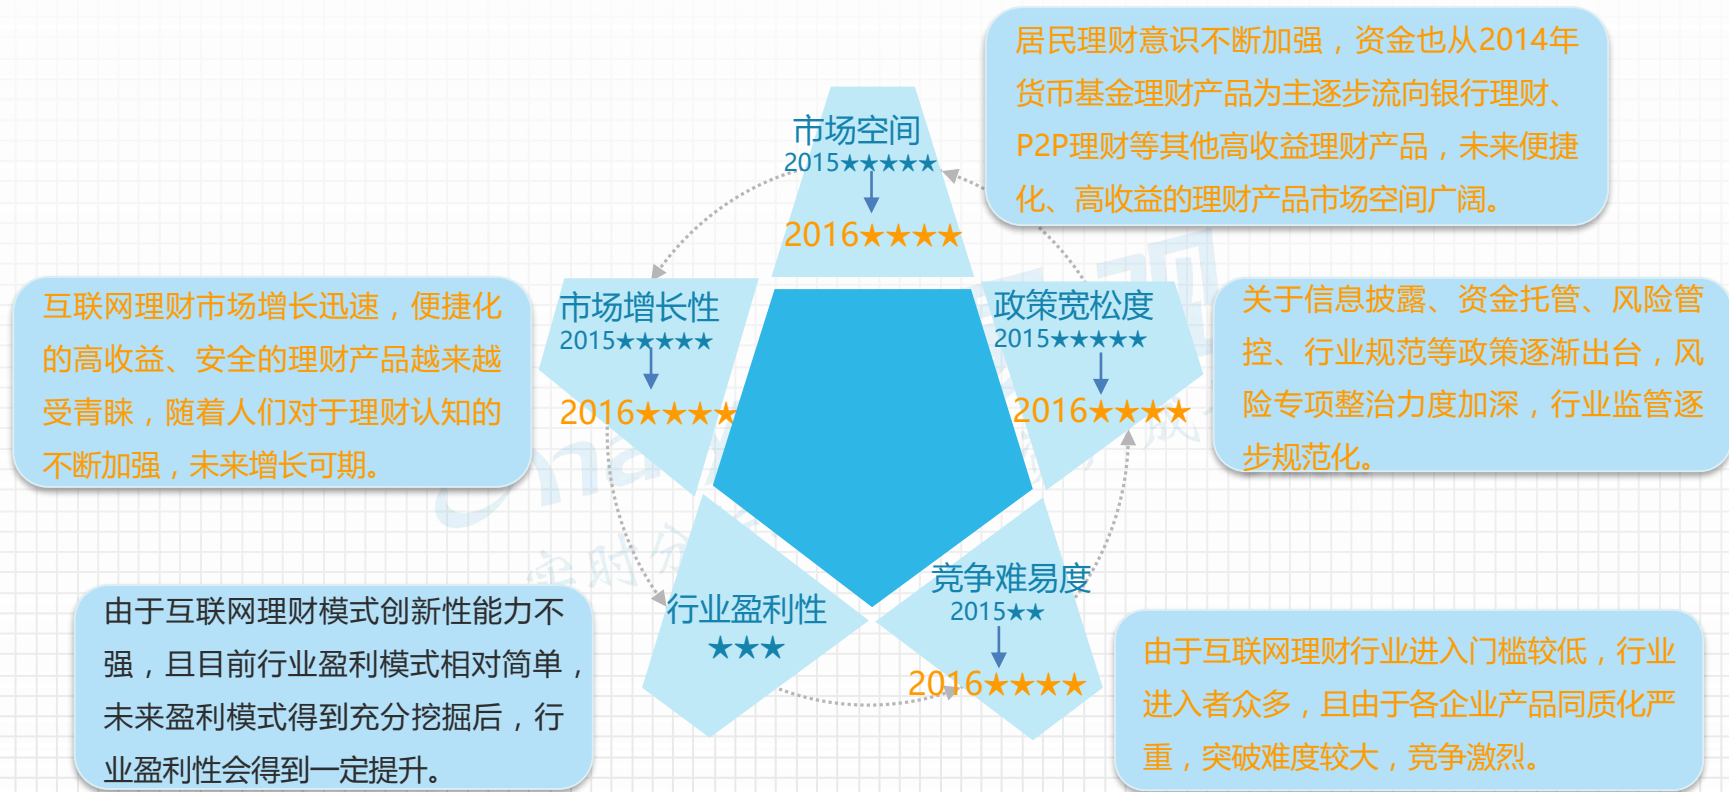 居民理财意识不断加强，资金也从2014年
货币基金理财产品为主逐步流向银行理财、
P2P理财等其他高收益理财产品，未来便捷
化、高收益的理财产品市场空间广阔。
市场空间
2015★★★★★
2016★★★★
互联网理财市场增长迅速，便捷化
的高收益、安全的理财产品越来越
受青睐，随着人们对于理财认知的
不断加强，未来增长可期。
市场增长性
2015★★★★★
2016★★★★
政策宽松度
2015★★★★★
2016★★★★
关于信息披露、资金托管、风险管
控、行业规范等政策逐渐出台，风
险专项整治力度加深，行业监管逐
步规范化。
由于互联网理财模式创新性能力不
强，且目前行业盈利模式相对简单，
未来盈利模式得到充分挖掘后，行
业盈利性会得到一定提升。
行业盈利性
★★★
竞争难易度
2015★★
2016★★★★
由于互联网理财行业进入门槛较低，行业
进入者众多，且由于各企业产品同质化严
重，突破难度较大，竞争激烈。
实时分